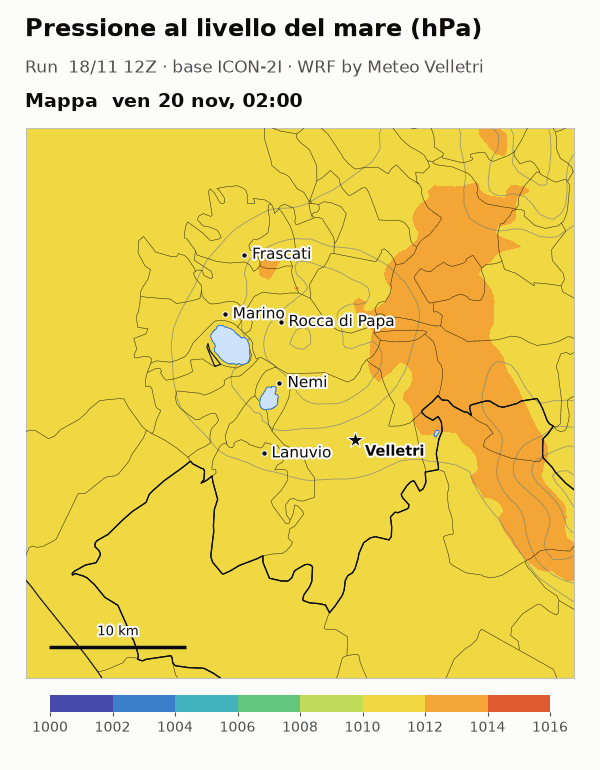 Pressione al livello del mare (hPa)
Run  18/11 12Z · base ICON-2I · WRF by Meteo Velletri
Mappa  ven 20 nov, 02:00
Frascati
Marino
Rocca di Papa
Nemi
Velletri
Lanuvio
10 km
1000 1002 1004 1006 1008 1010 1012 1014 1016